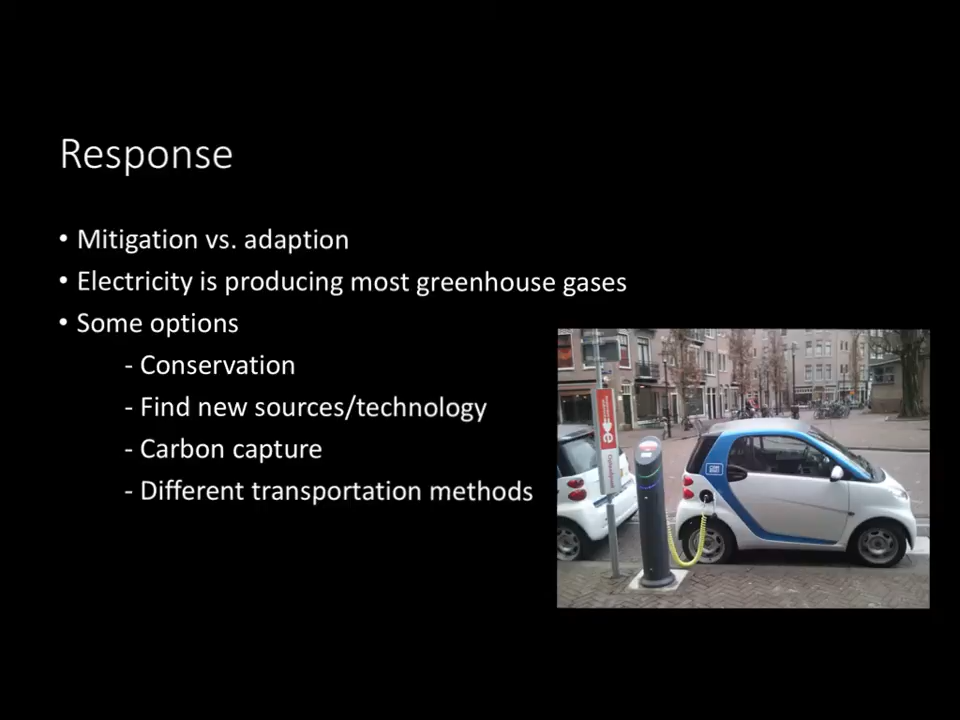 Response
• Mitigation vs. adaption
• Electricity is producing most greenhouse gases
• Some options
- Conservation
- Find new sources/technology
- Carbon capture
- Different transportation methods